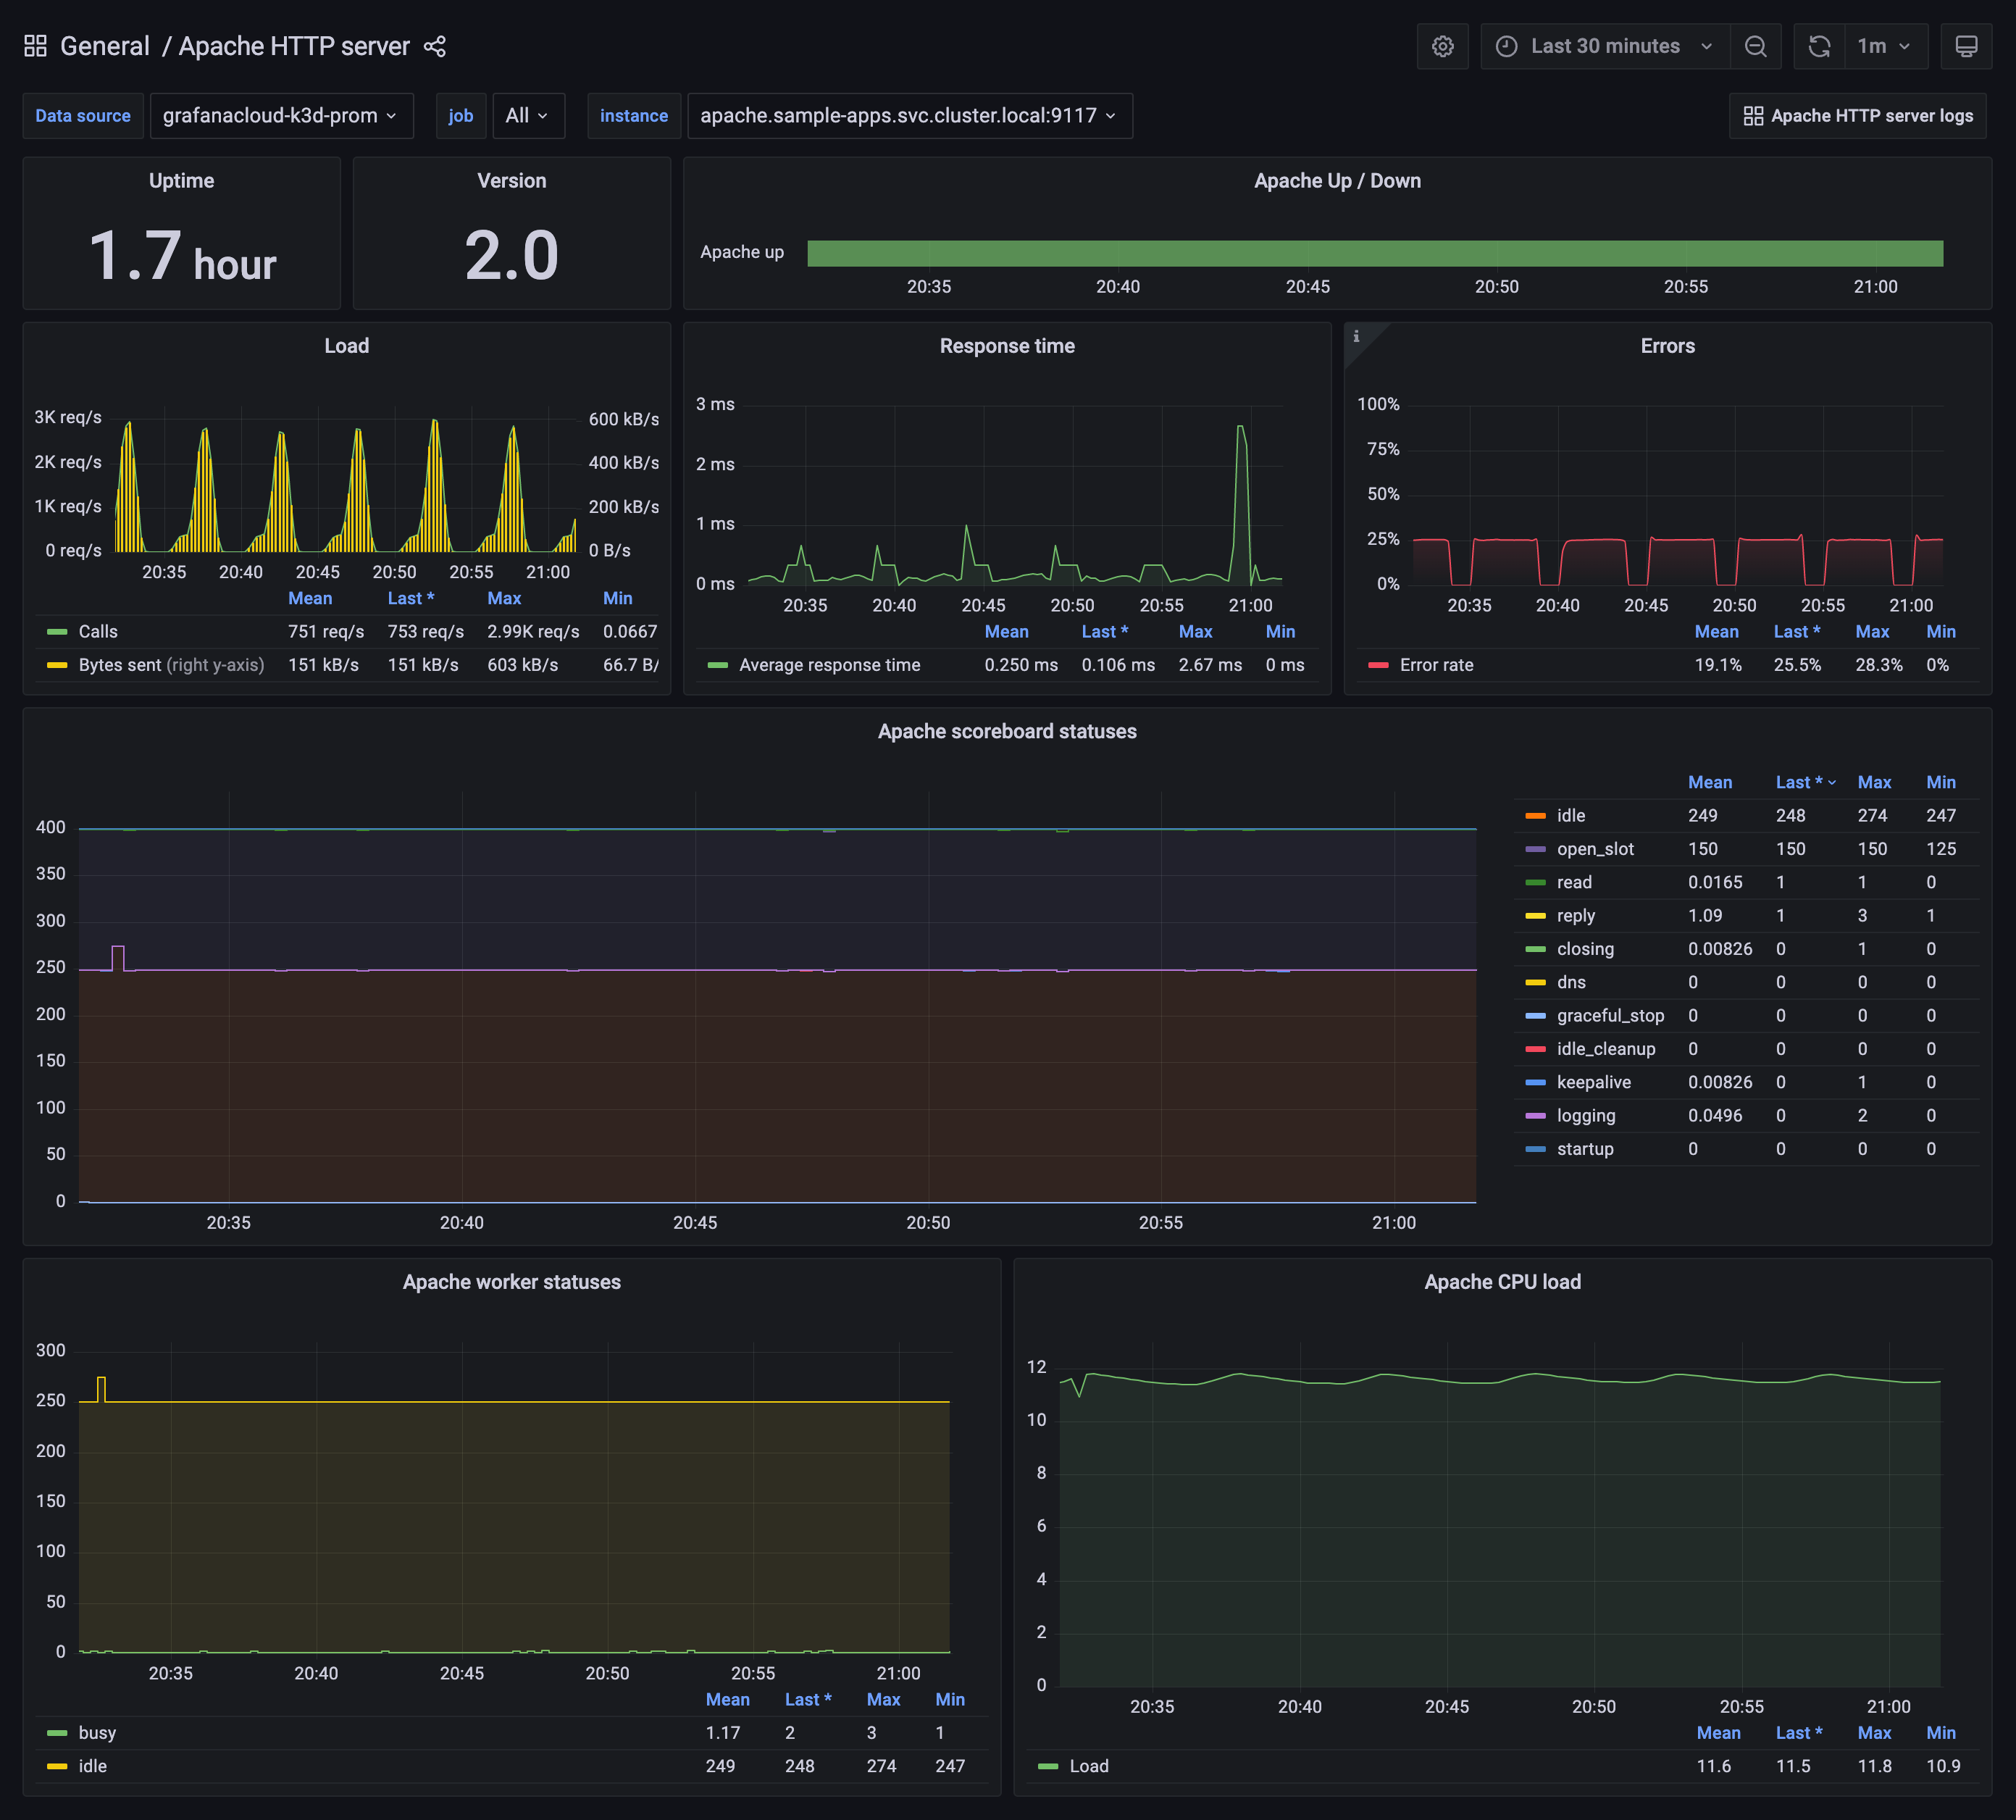 General / Apache HTTP server
Last 30 minutes
1m
Data source grafanacloud-k3d-prom job All instance apache.sample-apps.svc.cluster.local:9117
Apache HTTP server logs
Uptime
1.7 hour
Version
2.0
Apache Up / Down
Apache up
20:35 20:40 20:45 20:50 20:55 21:00
Load
3K req/s 600 kB/s
2K req/s 400 kB/s
1K req/s 200 kB/s
0 req/s 0 B/s
20:35 20:40 20:45 20:50 20:55 21:00
Mean Last * Max Min
Calls 751 req/s 753 req/s 2.99K req/s 0.0667
Bytes sent (right y-axis) 151 kB/s 151 kB/s 603 kB/s 66.7 B/
Response time
3 ms
2 ms
1 ms
0 ms
20:35 20:40 20:45 20:50 20:55 21:00
Mean Last * Max Min
Average response time 0.250 ms 0.106 ms 2.67 ms 0 ms
i
Errors
100%
75%
50%
25%
0%
20:35 20:40 20:45 20:50 20:55 21:00
Mean Last * Max Min
Error rate 19.1% 25.5% 28.3% 0%
Apache scoreboard statuses
400
350
300
250
200
150
100
50
0
20:35 20:40 20:45 20:50 20:55 21:00
Mean Last * Max Min
idle 249 248 274 247
open_slot 150 150 150 125
read 0.0165 1 1 0
reply 1.09 1 3 1
closing 0.00826 0 1 0
dns 0 0 0 0
graceful_stop 0 0 0 0
idle_cleanup 0 0 0 0
keepalive 0.00826 0 1 0
logging 0.0496 0 2 0
startup 0 0 0 0
Apache worker statuses
300
250
200
150
100
50
0
20:35 20:40 20:45 20:50 20:55 21:00
Mean Last * Max Min
busy 1.17 2 3 1
idle 249 248 274 247
Apache CPU load
12
10
8
6
4
2
0
20:35 20:40 20:45 20:50 20:55 21:00
Mean Last * Max Min
Load 11.6 11.5 11.8 10.9